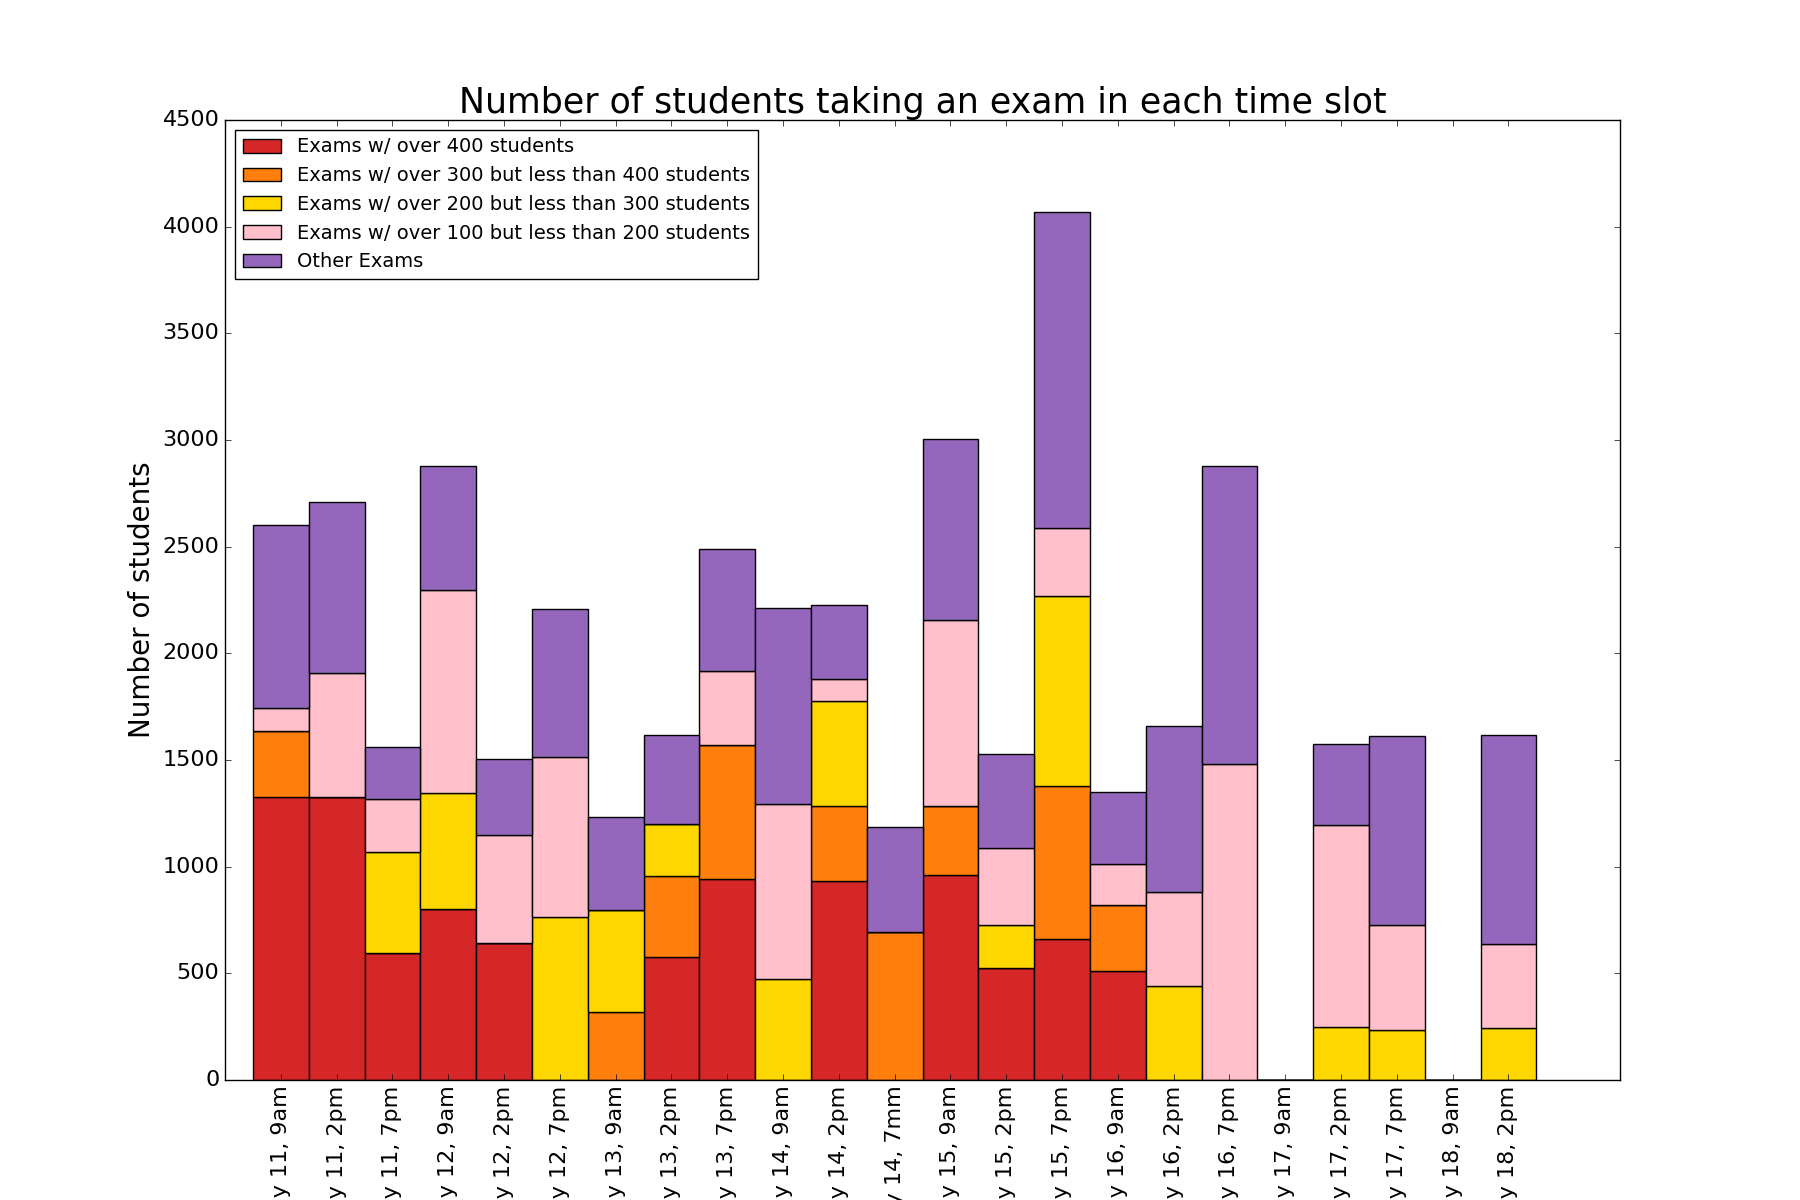 Number of students taking an exam in each time slot
4500
4000
3500
3000
2500
2000
1500
1000
500
0
Number of students
Exams w/ over 400 students
Exams w/ over 300 but less than 400 students
Exams w/ over 200 but less than 300 students
Exams w/ over 100 but less than 200 students
Other Exams
y 11, 9am
y 11, 2pm
y 11, 7pm
y 12, 9am
y 12, 2pm
y 12, 7pm
y 13, 9am
y 13, 2pm
y 13, 7pm
y 14, 9am
y 14, 2pm
y 14, 7mm
y 15, 9am
y 15, 2pm
y 15, 7pm
y 16, 9am
y 16, 2pm
y 16, 7pm
y 17, 9am
y 17, 2pm
y 17, 7pm
y 18, 9am
y 18, 2pm